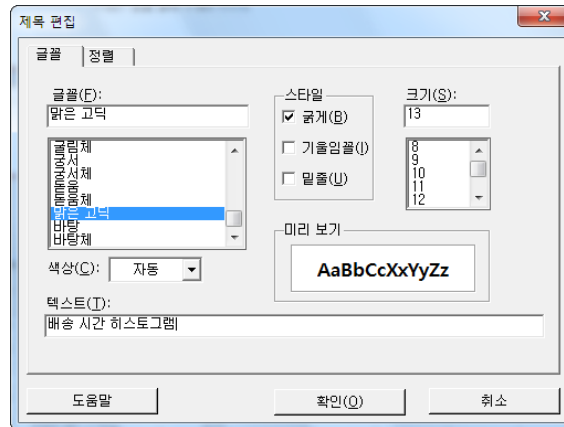 제목 편집
글꼴 정렬
글꼴(F):
맑은 고딕
굴림체
궁서
궁서체
돋움
돋움체
맑은 고딕
바탕
바탕체
스타일
굵게(B)
기울임꼴(I)
밑줄(U)
크기(S):
13
8
9
10
11
12
미리 보기
AaBbCcXxYyZz
색상(C): 자동
텍스트(T):
배송 시간 히스토그램
도움말 확인(O) 취소